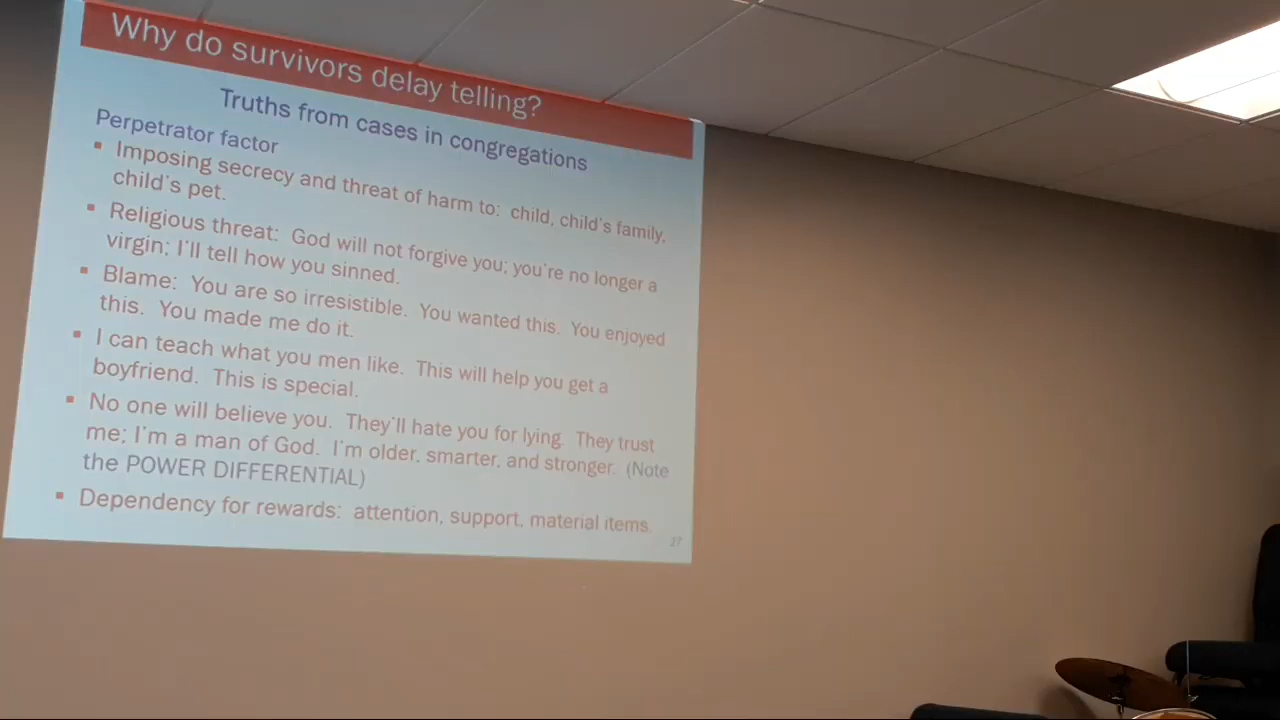 Why do survivors delay telling?
Truths from cases in congregations
Perpetrator factor
▪ Imposing secrecy and threat of harm to: child, child's family,
child's pet.
▪ Religious threat: God will not forgive you; you're no longer a
virgin; I'll tell how you sinned.
▪ Blame: You are so irresistible. You wanted this. You enjoyed
this. You made me do it.
▪ I can teach what you men like. This will help you get a
boyfriend. This is special.
▪ No one will believe you. They'll hate you for lying. They trust
me; I'm a man of God. I'm older, smarter, and stronger. (Note
the POWER DIFFERENTIAL)
▪ Dependency for rewards: attention, support, material items.
27